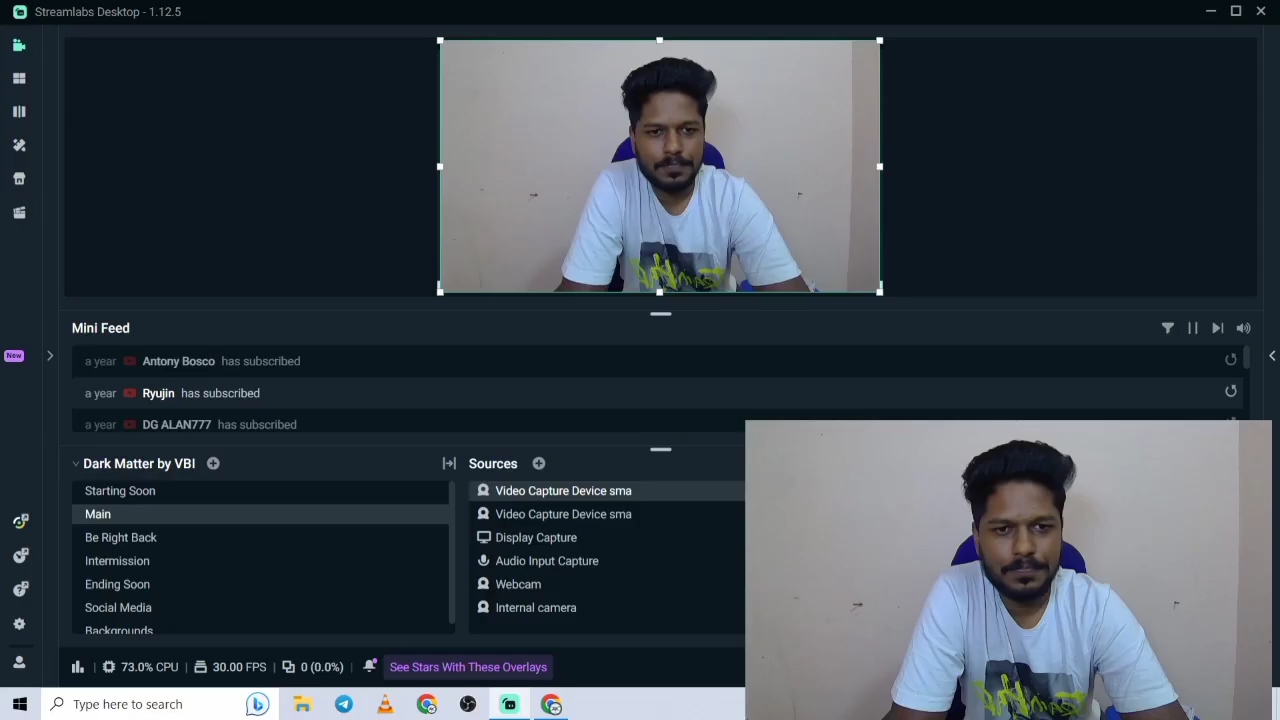 Streamlabs Desktop - 1.12.5
Mini Feed
New
a year Antony Bosco has subscribed
a year Ryujin has subscribed
a year DG ALAN777 has subscribed
Dark Matter by VBI
Starting Soon
Main
Be Right Back
Intermission
Ending Soon
Social Media
Backgrounds
Sources
Video Capture Device sma
Video Capture Device sma
Display Capture
Audio Input Capture
Webcam
Internal camera
73.0% CPU
30.00 FPS
0 (0.0%)
See Stars With These Overlays
Type here to search